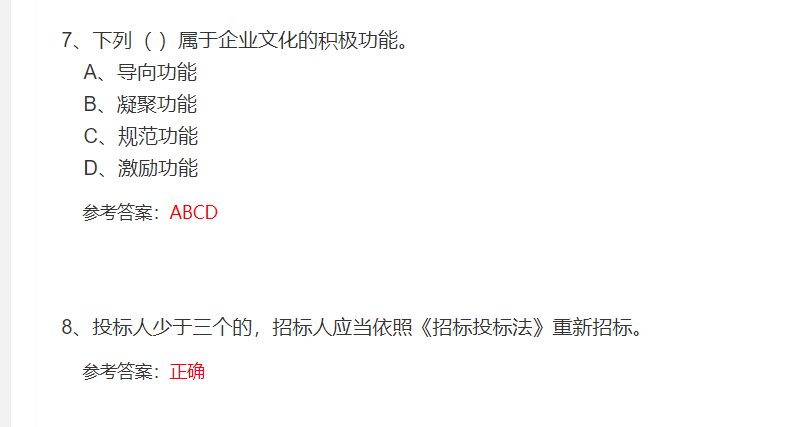 7、下列（ ）属于企业文化的积极功能。
A、导向功能
B、凝聚功能
C、规范功能
D、激励功能
参考答案：ABCD
8、投标人少于三个的，招标人应当依照《招标投标法》重新招标。
参考答案：正确